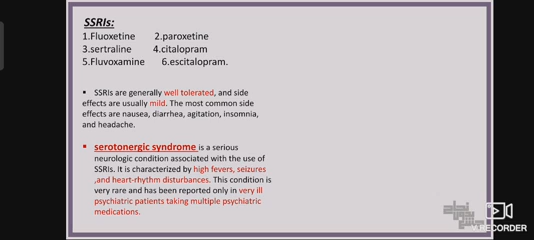 SSRIs:
1.Fluoxetine 2.paroxetine
3.sertraline 4.citalopram
5.Fluvoxamine 6.escitalopram.
▪ SSRIs are generally well tolerated, and side
effects are usually mild. The most common side
effects are nausea, diarrhea, agitation, insomnia,
and headache.
▪ serotonergic syndrome is a serious
neurologic condition associated with the use of
SSRIs. It is characterized by high fevers, seizures
,and heart-rhythm disturbances. This condition is
very rare and has been reported only in very ill
psychiatric patients taking multiple psychiatric
medications.
RECORDER